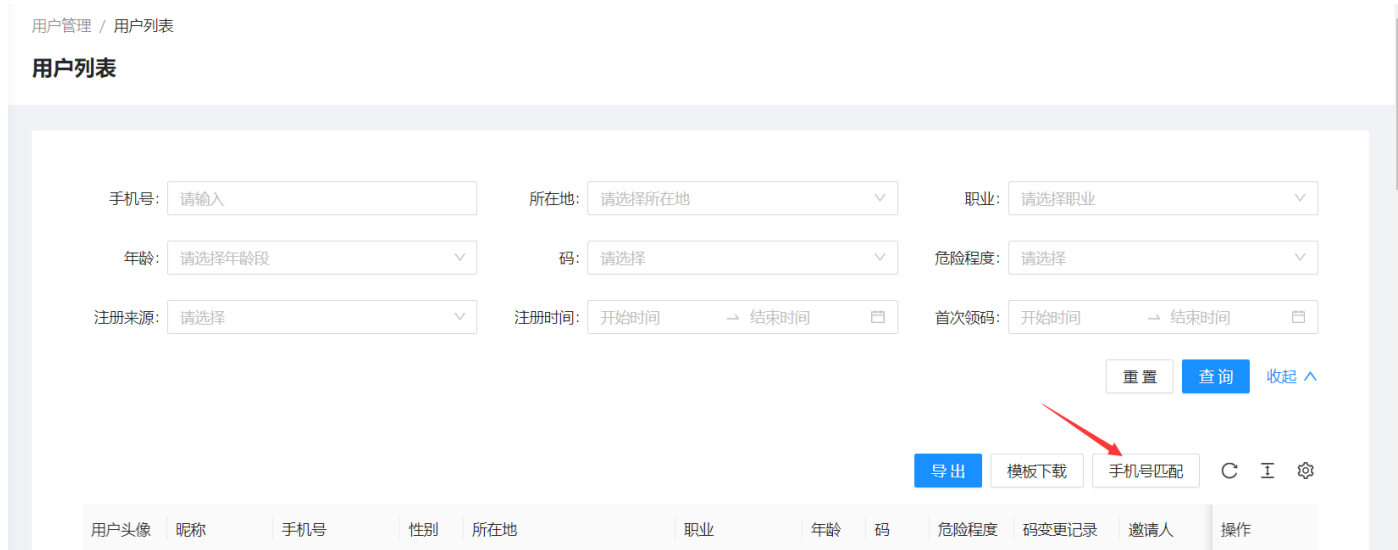 用户管理 / 用户列表
用户列表
手机号: 请输入 所在地: 请选择所在地 职业: 请选择职业
年龄: 请选择年龄段 码: 请选择 危险程度: 请选择
注册来源: 请选择 注册时间: 开始时间 → 结束时间 首次领码: 开始时间 → 结束时间
重 置 查 询 收起
导 出 模板下载 手机号匹配
用户头像 昵称 手机号 性别 所在地 职业 年龄 码 危险程度 码变更记录 邀请人 操作